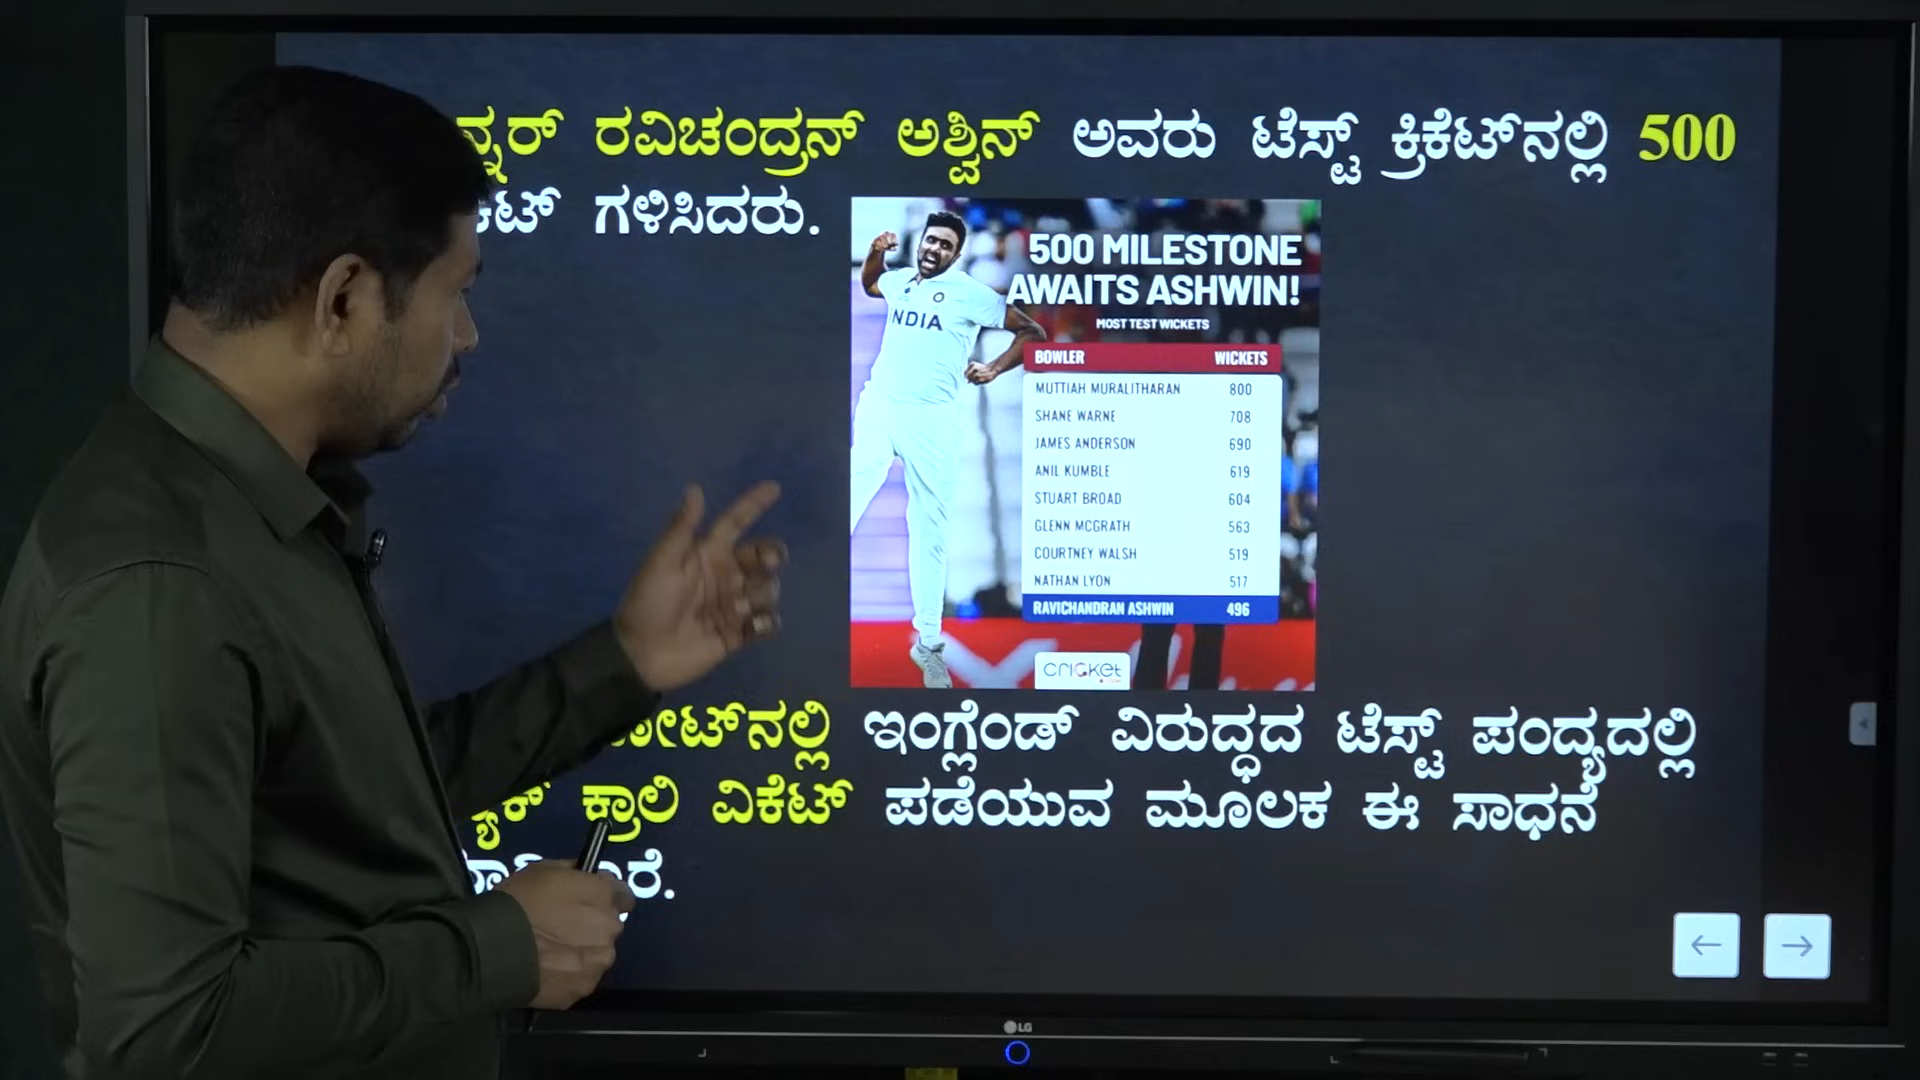 ರವಿಚಂದ್ರನ್ ಅಶ್ವಿನ್ ಅವರು ಟೆಸ್ಟ್ ಕ್ರಿಕೆಟ್‌ನಲ್ಲಿ 500
ಗಳಿಸಿದರು.
500 MILESTONE
AWAITS ASHWIN!
MOST TEST WICKETS
BOWLER WICKETS
MUTTIAH MURALITHARAN 800
SHANE WARNE 708
JAMES ANDERSON 690
ANIL KUMBLE 619
STUART BROAD 604
GLENN MCGRATH 563
COURTNEY WALSH 519
NATHAN LYON 517
RAVICHANDRAN ASHWIN 496
cricket
ಇಂಗ್ಲೆಂಡ್ ವಿರುದ್ಧದ ಟೆಸ್ಟ್ ಪಂದ್ಯದಲ್ಲಿ
ಕ್ರಾಲಿ ವಿಕೆಟ್ ಪಡೆಯುವ ಮೂಲಕ ಈ ಸಾಧನೆ
LG